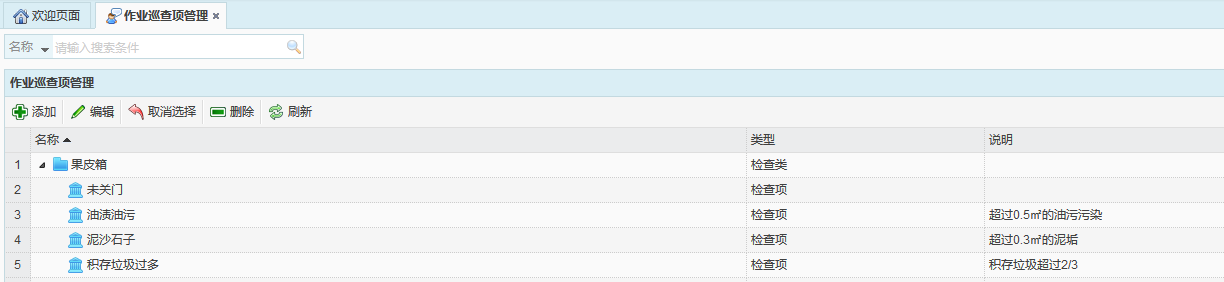 欢迎页面 作业巡查项管理
名称 请输入搜索条件
作业巡查项管理
添加 编辑 取消选择 删除 刷新
名称 类型 说明
1 果皮箱 检查类
2 未关门 检查项
3 油渍油污 检查项 超过0.5㎡的油污污染
4 泥沙石子 检查项 超过0.3㎡的泥垢
5 积存垃圾过多 检查项 积存垃圾超过2/3